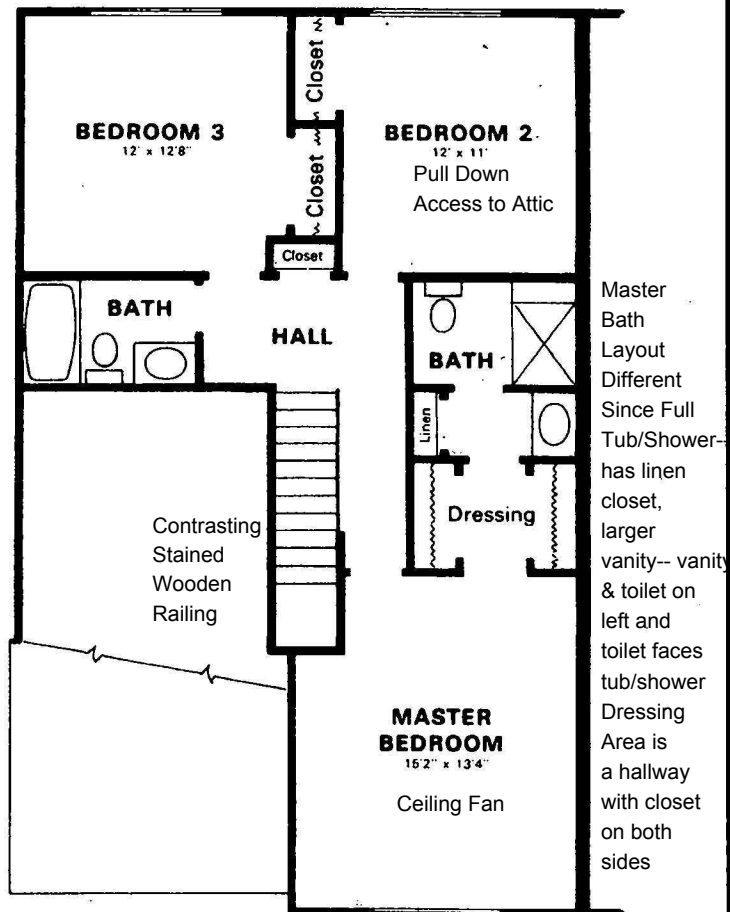 BEDROOM 3
12' x 12'8"
Closet
Closet
Closet
BEDROOM 2
12' x 11'
Pull Down
Access to Attic
BATH
HALL
BATH
Linen
Dressing
Contrasting
Stained
Wooden
Railing
MASTER
BEDROOM
15'2" x 13'4"
Ceiling Fan
Master
Bath
Layout
Different
Since Full
Tub/Shower--
has linen
closet,
larger
vanity-- vanity
& toilet on
left and
toilet faces
tub/shower
Dressing
Area is
a hallway
with closet
on both
sides